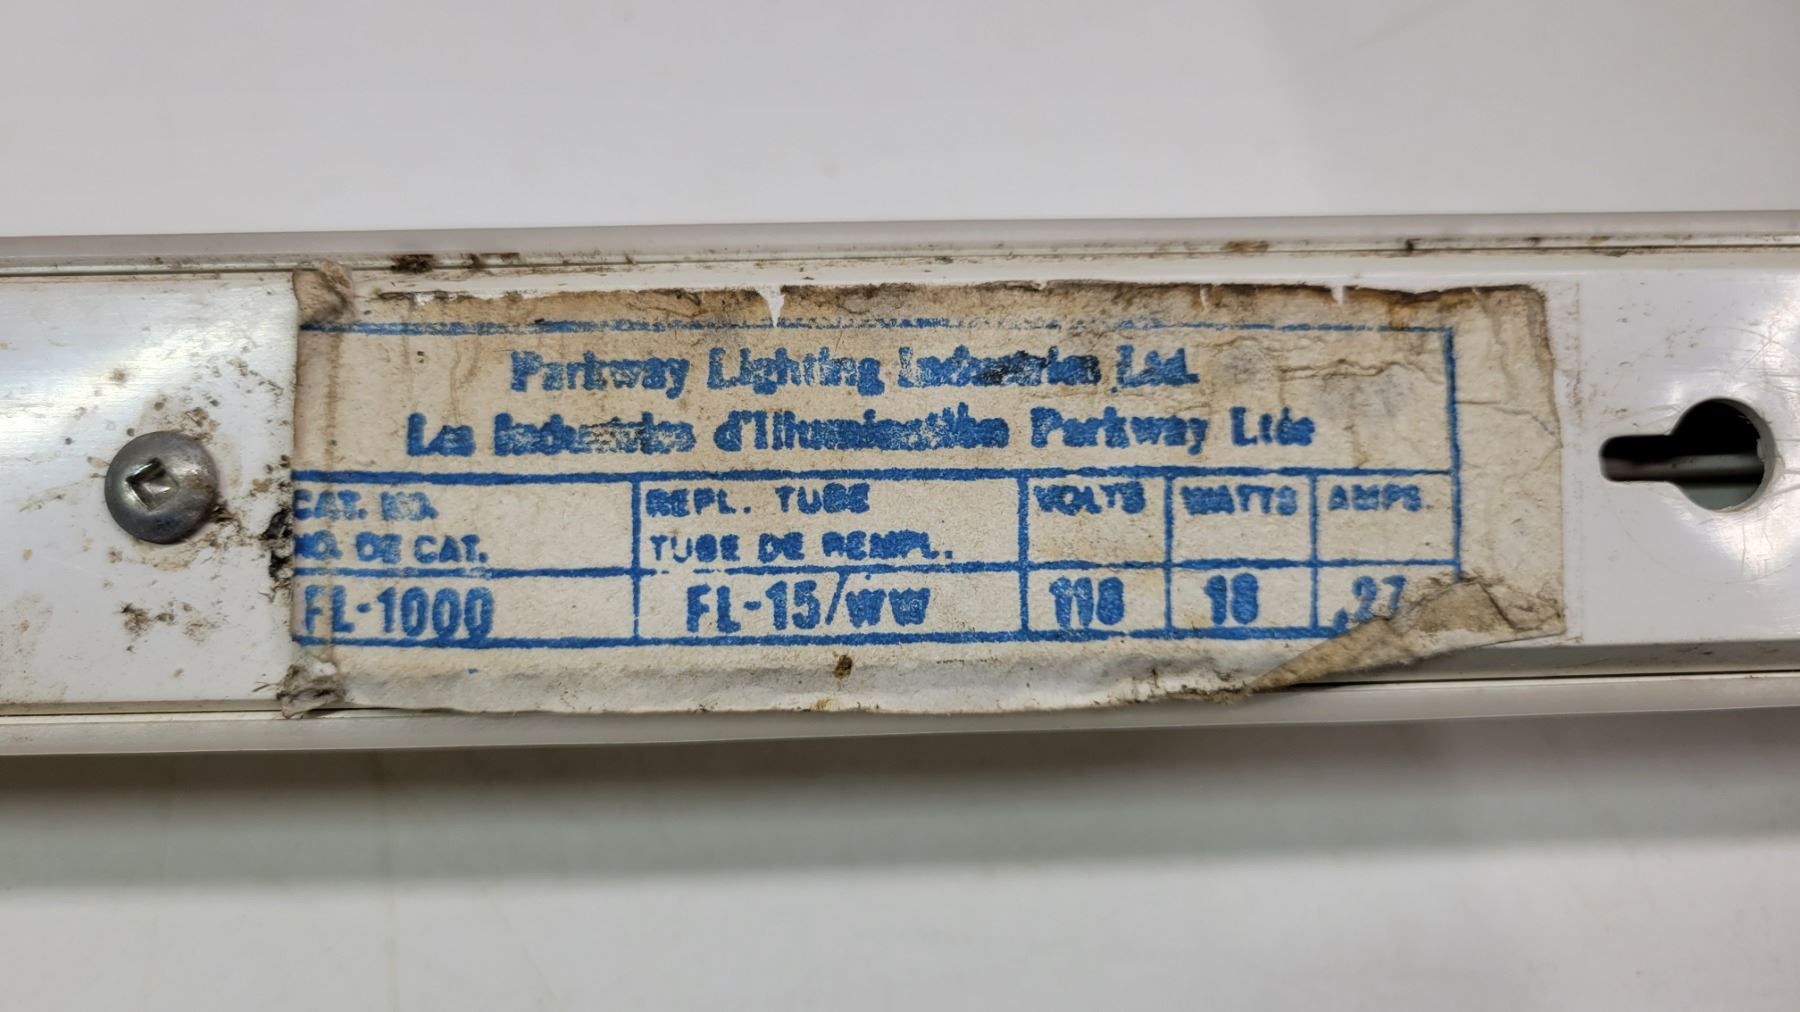 Parkway Lighting Industries Ltd.
Les Industries d'Illumination Parkway Ltée
CAT. NO. REPL. TUBE VOLTS WATTS AMPS.
NO. DE CAT. TUBE DE REMPL.
FL-1000 FL-15/WW 118 18 .27